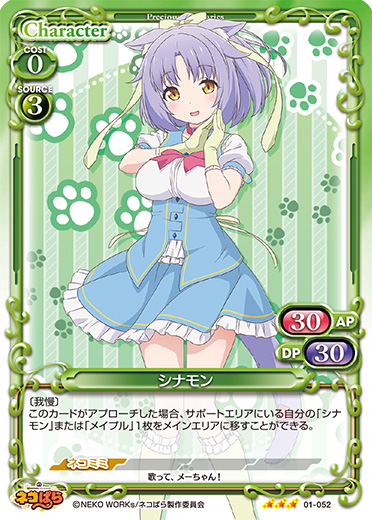 Precious Memories
Character
COST
0
SOURCE
3
30 AP
DP 30
シナモン
[我慢]
このカードがアプローチした場合、サポートエリアにいる自分の「シナ
モン」または「メイプル」1枚をメインエリアに移すことができる。
ネコミミ
歌って、メーちゃん！
ネコぱら
©NEKO WORKs/ネコぱら製作委員会
01-052